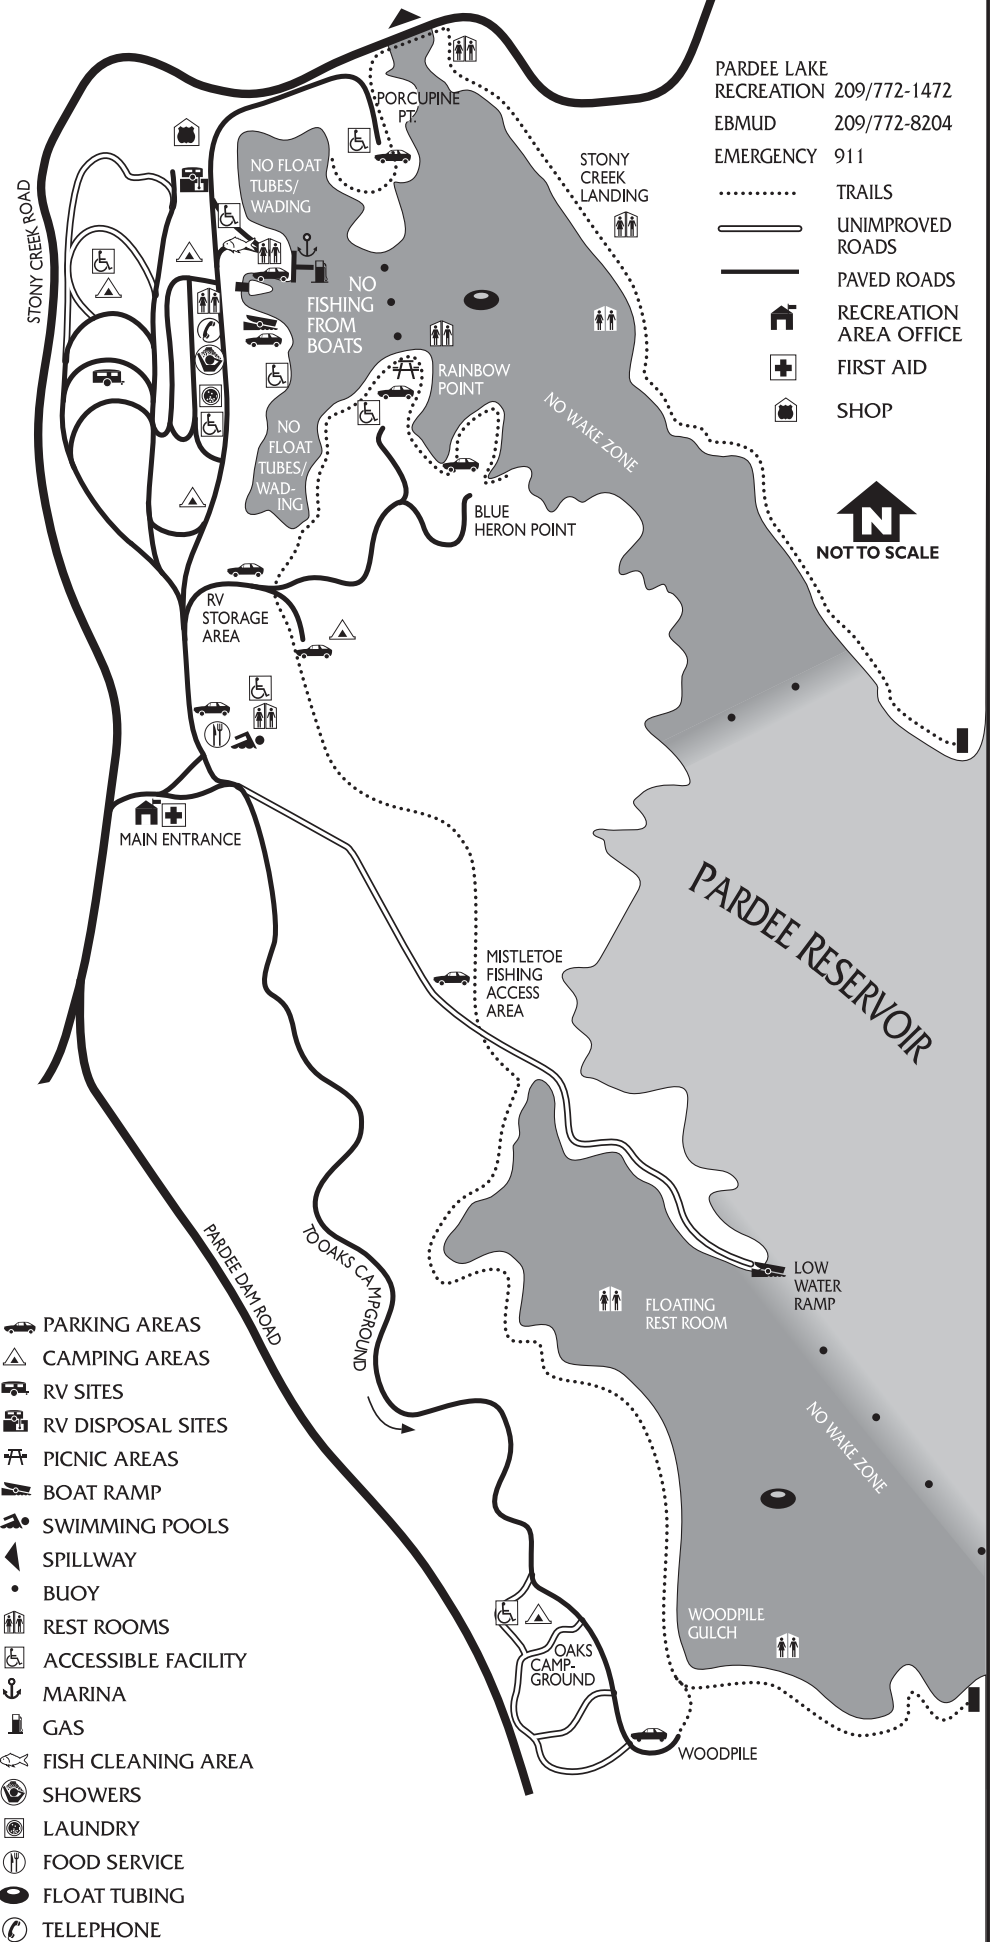 PARDEE LAKE
RECREATION 209/772-1472
EBMUD 209/772-8204
EMERGENCY 911
TRAILS
UNIMPROVED
ROADS
PAVED ROADS
RECREATION
AREA OFFICE
FIRST AID
SHOP
N
NOT TO SCALE
PORCUPINE
PT.
STONY
CREEK
LANDING
NO FLOAT
TUBES/
WADING
STONY CREEK ROAD
NO
FISHING
FROM
BOATS
RAINBOW
POINT
NO WAKE ZONE
NO
FLOAT
TUBES/
WAD-
ING
BLUE
HERON POINT
RV
STORAGE
AREA
MAIN ENTRANCE
PARDEE RESERVOIR
MISTLETOE
FISHING
ACCESS
AREA
PARDEE DAM ROAD
TO OAKS CAMPGROUND
LOW
WATER
RAMP
FLOATING
REST ROOM
NO WAKE ZONE
WOODPILE
GULCH
OAKS
CAMP-
GROUND
WOODPILE
PARKING AREAS
CAMPING AREAS
RV SITES
RV DISPOSAL SITES
PICNIC AREAS
BOAT RAMP
SWIMMING POOLS
SPILLWAY
BUOY
REST ROOMS
ACCESSIBLE FACILITY
MARINA
GAS
FISH CLEANING AREA
SHOWERS
LAUNDRY
FOOD SERVICE
FLOAT TUBING
TELEPHONE